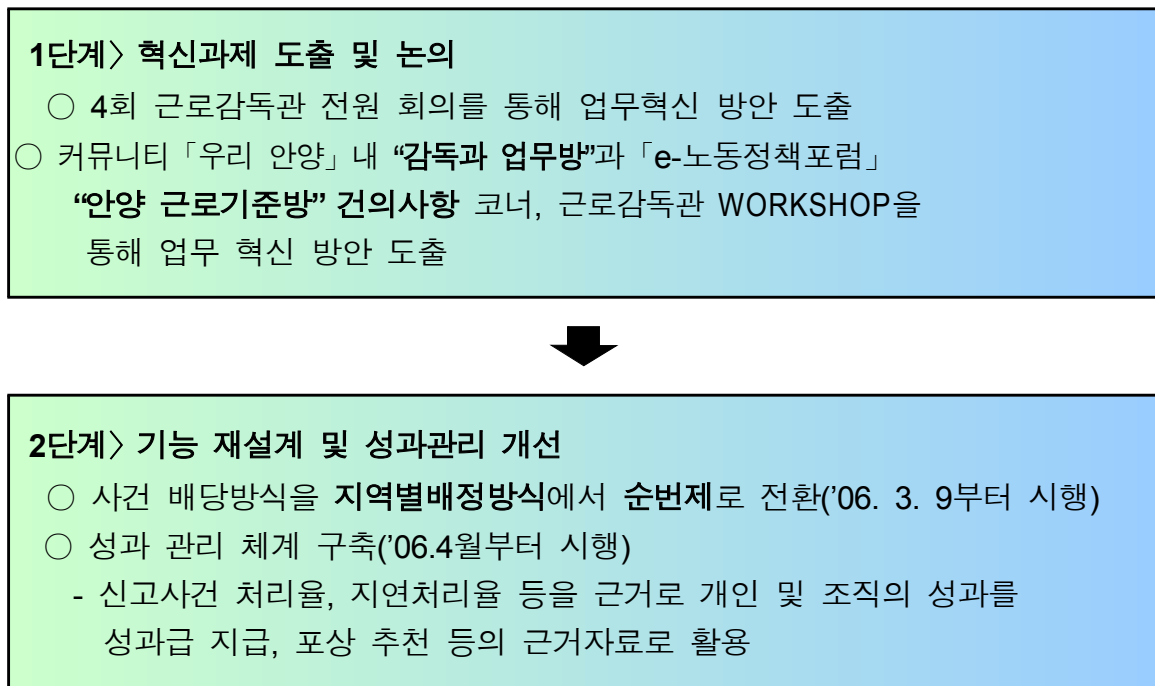 1단계〉 혁신과제 도출 및 논의
○ 4회 근로감독관 전원 회의를 통해 업무혁신 방안 도출
○ 커뮤니티「우리 안양」내 “감독과 업무방”과「e-노동정책포럼」
“안양 근로기준방” 건의사항 코너, 근로감독관 WORKSHOP을
통해 업무 혁신 방안 도출
2단계〉 기능 재설계 및 성과관리 개선
○ 사건 배당방식을 지역별배정방식에서 순번제로 전환(’06. 3. 9부터 시행)
○ 성과 관리 체계 구축(’06.4월부터 시행)
- 신고사건 처리율, 지연처리율 등을 근거로 개인 및 조직의 성과를
성과급 지급, 포상 추천 등의 근거자료로 활용